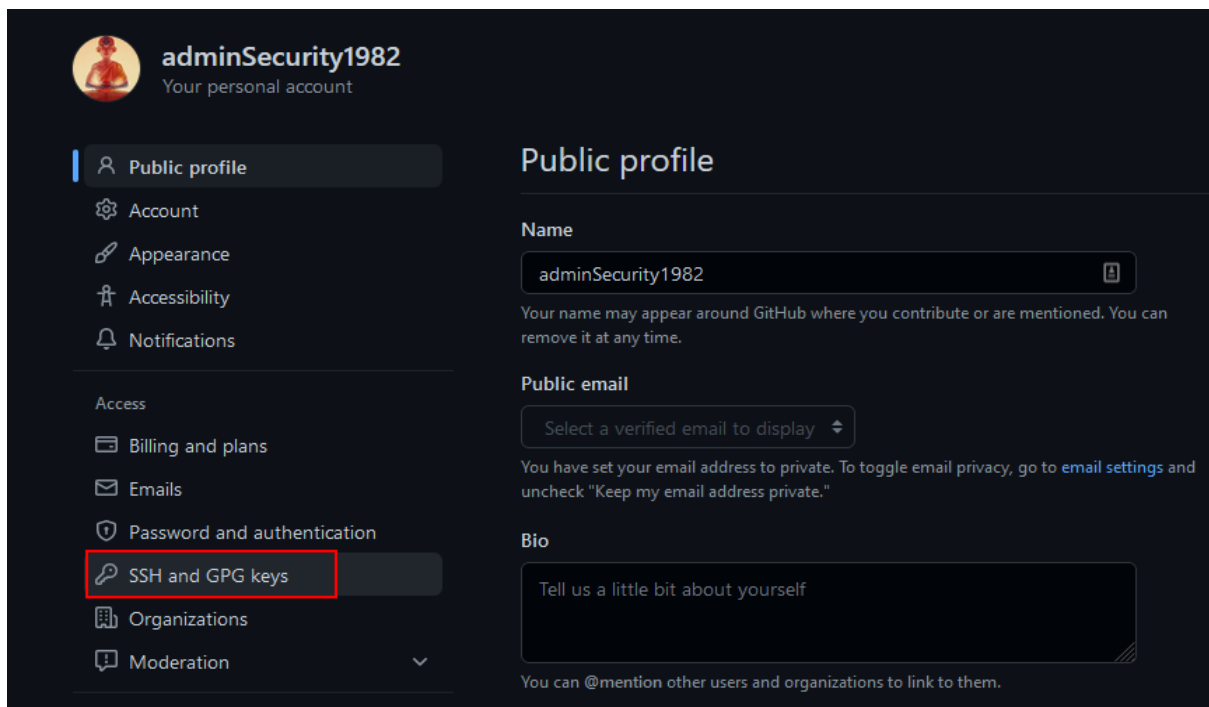 adminSecurity1982
Your personal account
Public profile
Account
Appearance
Accessibility
Notifications
Access
Billing and plans
Emails
Password and authentication
SSH and GPG keys
Organizations
Moderation
Public profile
Name
adminSecurity1982
Your name may appear around GitHub where you contribute or are mentioned. You can
remove it at any time.
Public email
Select a verified email to display
You have set your email address to private. To toggle email privacy, go to email settings and
uncheck "Keep my email address private."
Bio
Tell us a little bit about yourself
You can @mention other users and organizations to link to them.